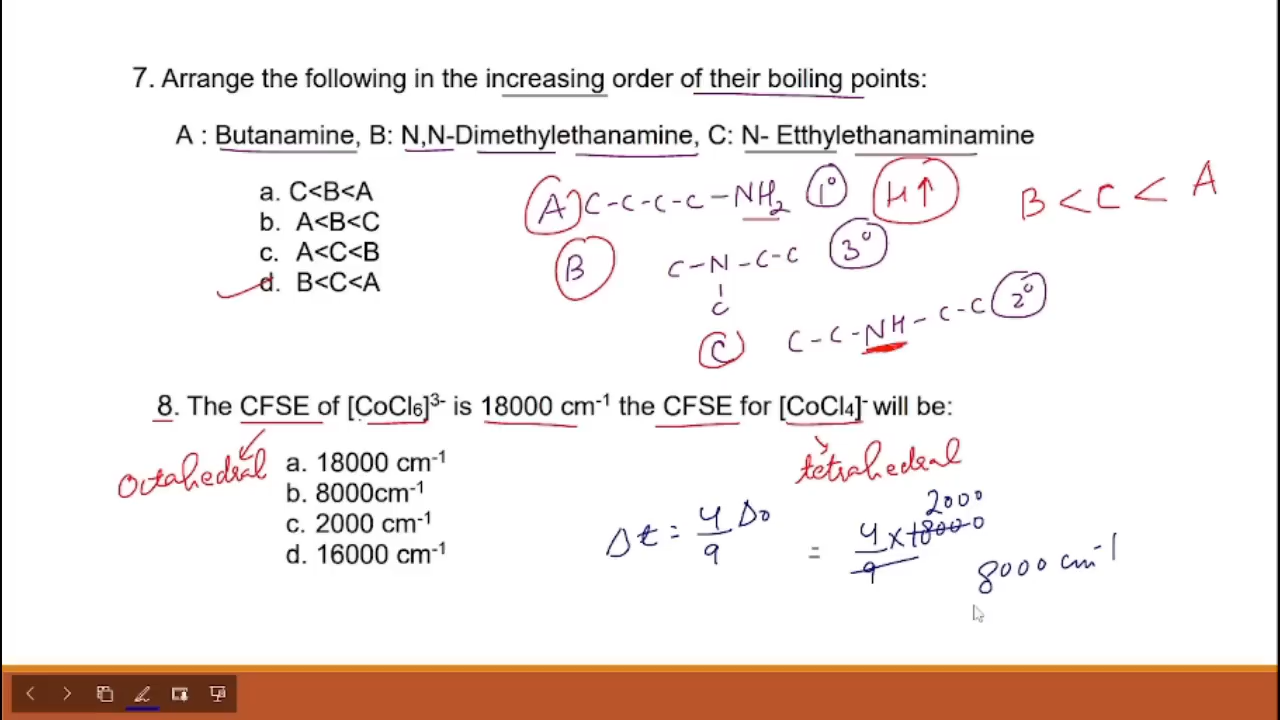 7. Arrange the following in the increasing order of their boiling points:
A : Butanamine, B: N,N-Dimethylethanamine, C: N- Etthylethanaminamine
a. C<B<A
b. A<B<C
c. A<C<B
d. B<C<A
A C-C-C-C-NH2 1° H↑ B<C<A
B C-N-C-C 3°
C
C C-C-NH-C-C 2°
8. The CFSE of [CoCl6]3- is 18000 cm-1 the CFSE for [CoCl4]- will be:
Octahedral
tetrahedral
a. 18000 cm-1
b. 8000cm-1
c. 2000 cm-1
d. 16000 cm-1
Δt = 4/9 Δo
= 4/9 × 18000 2000
8000 cm-1